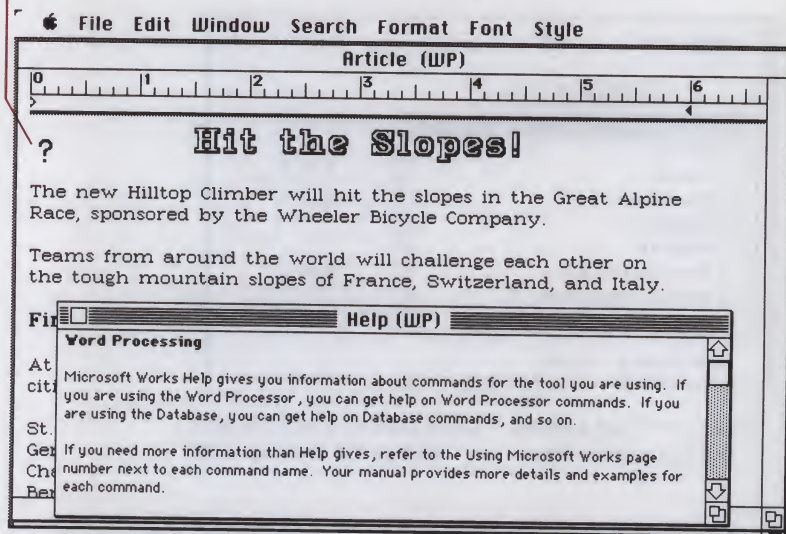 File Edit Window Search Format Font Style
Article (WP)
0 1 2 3 4 5 6
?
Hit the Slopes!
The new Hilltop Climber will hit the slopes in the Great Alpine
Race, sponsored by the Wheeler Bicycle Company.
Teams from around the world will challenge each other on
the tough mountain slopes of France, Switzerland, and Italy.
Fir
Help (WP)
Word Processing
At
citi
Microsoft Works Help gives you information about commands for the tool you are using. If
you are using the Word Processor, you can get help on Word Processor commands. If you
are using the Database, you can get help on Database commands, and so on.
St.
Ger
Cha
Ber
If you need more information than Help gives, refer to the Using Microsoft Works page
number next to each command name. Your manual provides more details and examples for
each command.